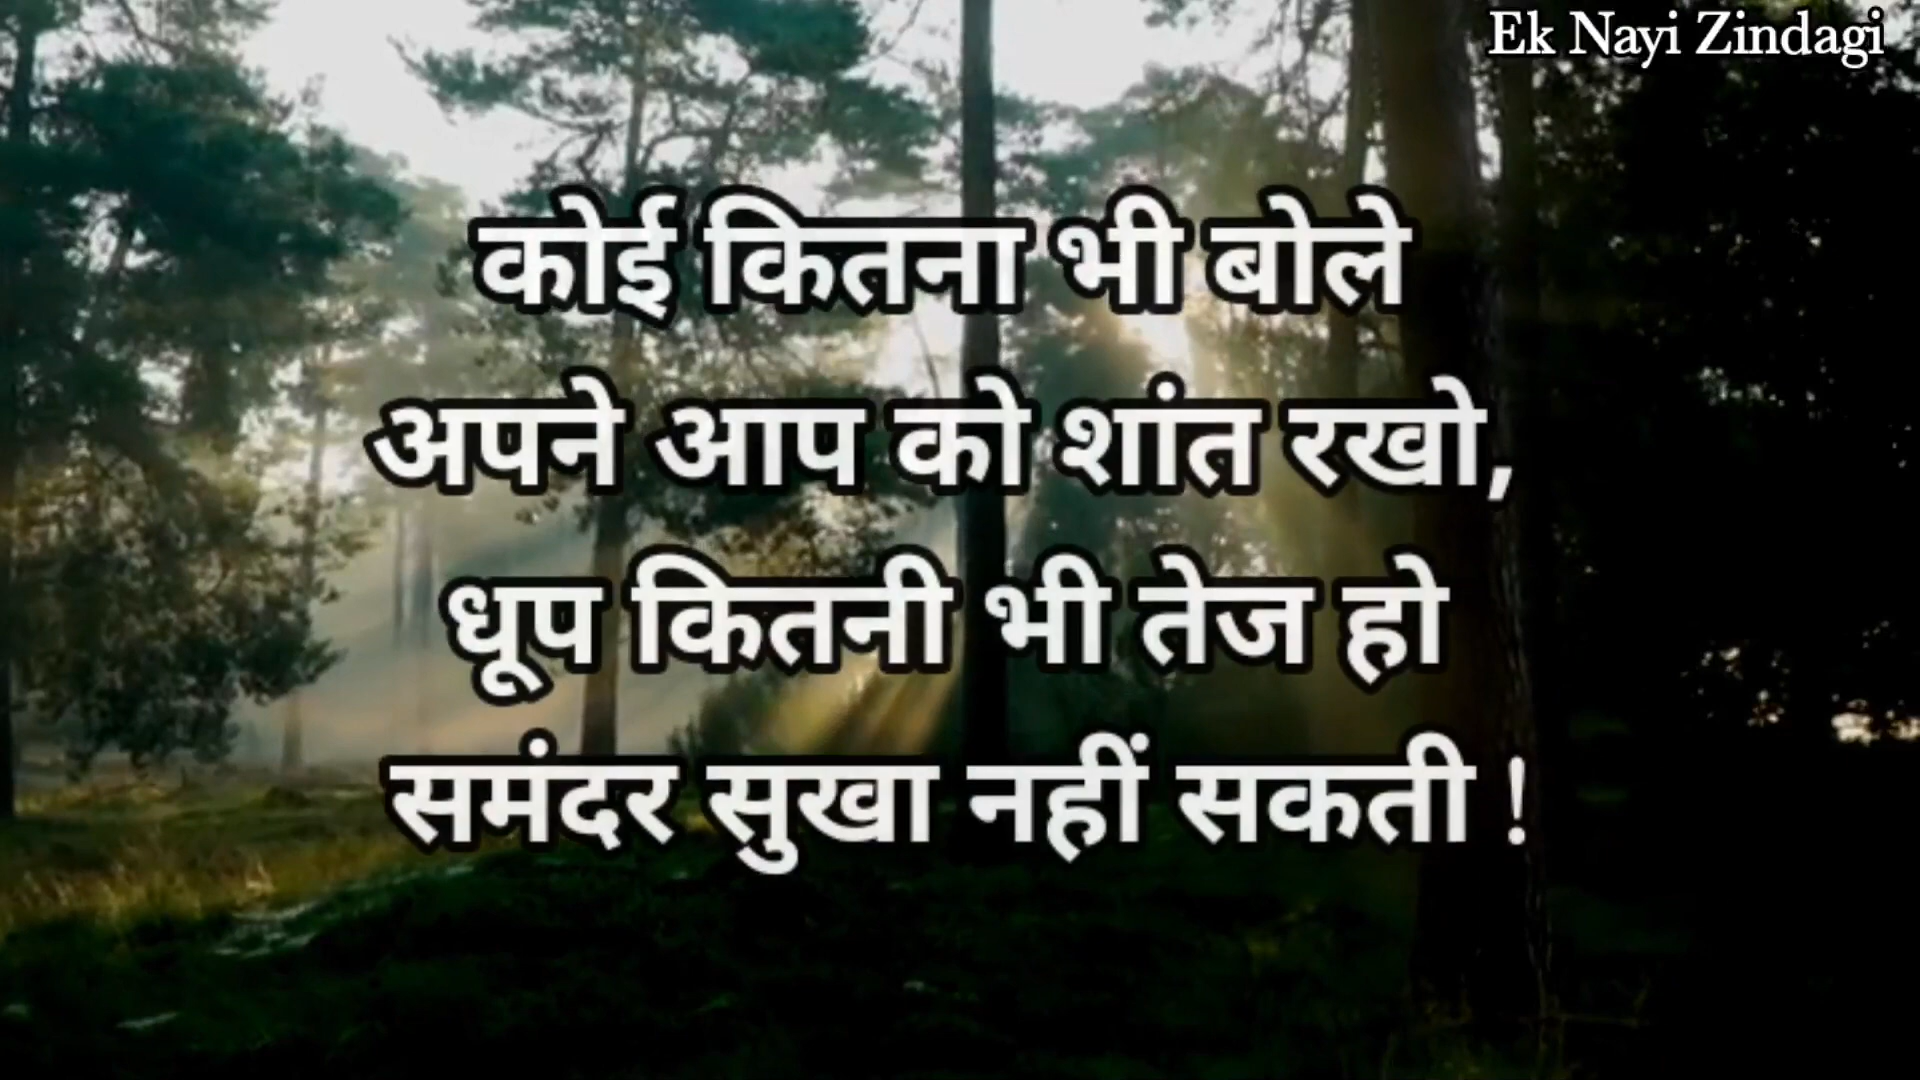 Ek Nayi Zindagi
कोई कितना भी बोले
अपने आप को शांत रखो,
धूप कितनी भी तेज हो
समंदर सुखा नहीं सकती !